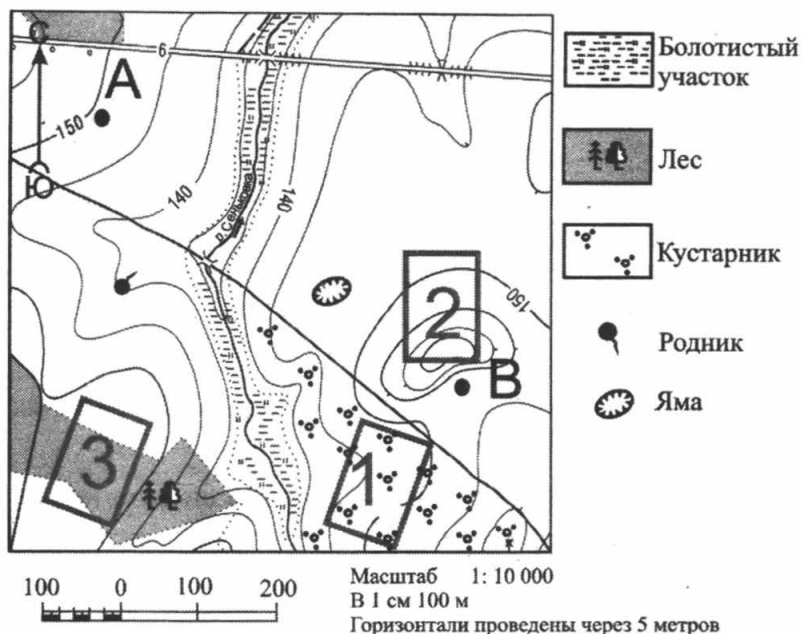 С
6
А
150
Ю
140
р. Сеньковка
140
2
150
В
3
1
Болотистый
участок
Лес
Кустарник
Родник
Яма
100 0 100 200
Масштаб 1: 10 000
В 1 см 100 м
Горизонтали проведены через 5 метров